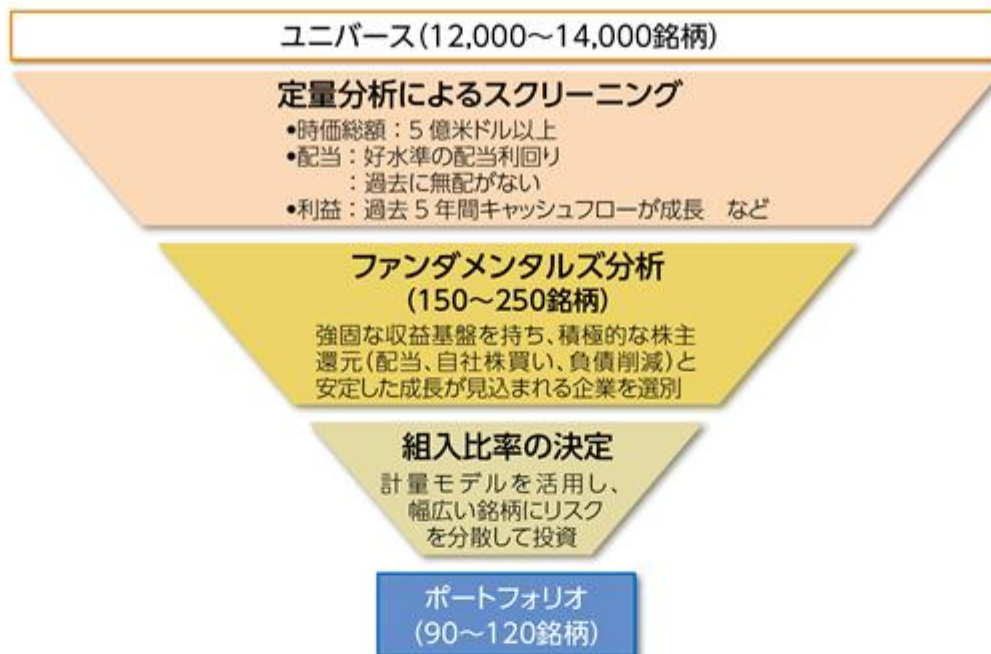 ユニバース(12,000～14,000銘柄)
定量分析によるスクリーニング
•時価総額：5億米ドル以上
•配当：好水準の配当利回り
：過去に無配がない
•利益：過去5年間キャッシュフローが成長　など
ファンダメンタルズ分析
(150～250銘柄)
強固な収益基盤を持ち、積極的な株主
還元(配当、自社株買い、負債削減)と
安定した成長が見込まれる企業を選別
組入比率の決定
計量モデルを活用し、
幅広い銘柄にリスク
を分散して投資
ポートフォリオ
(90～120銘柄)